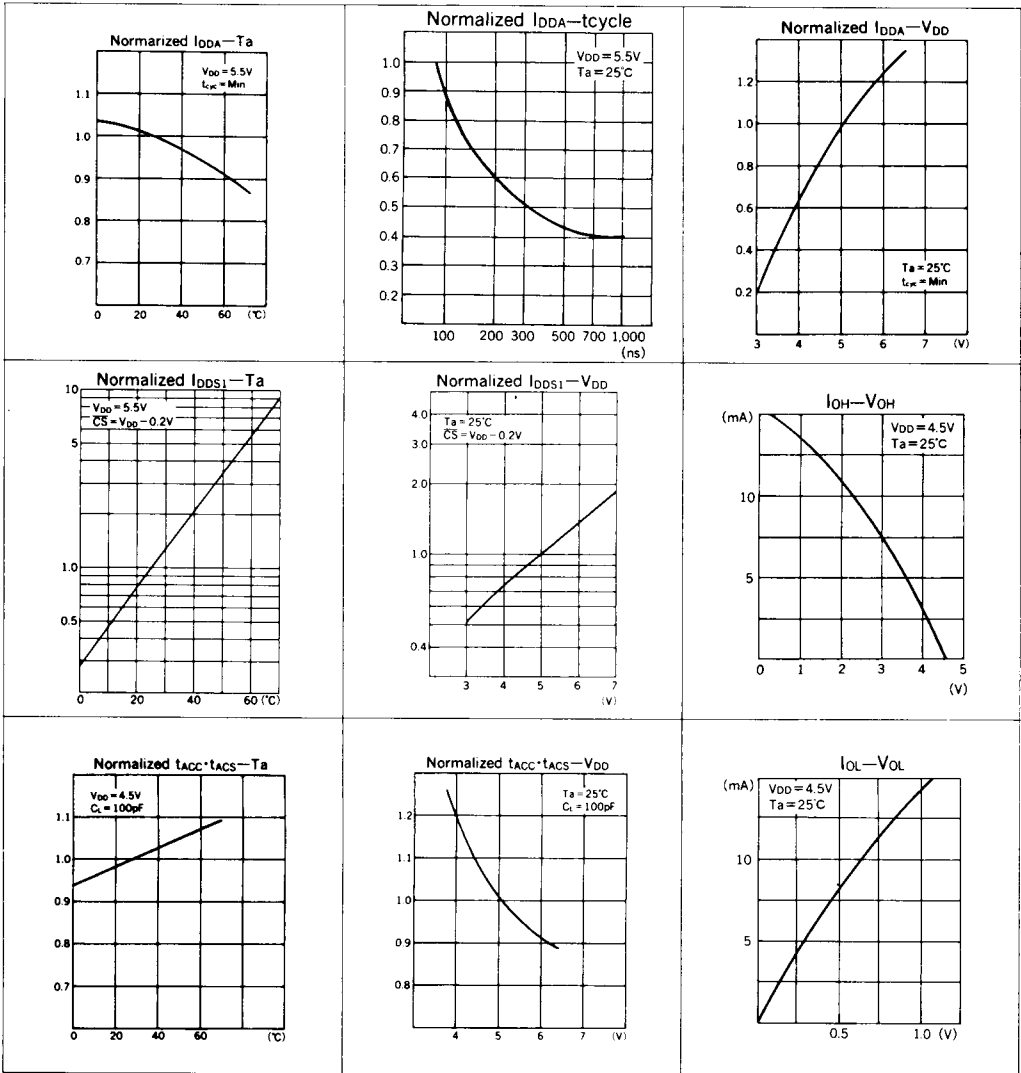 Normarized IDDA—Ta
VDD = 5.5V
tcyc = Min
1.1
1.0
0.9
0.8
0.7
0 20 40 60 (℃)
Normalized IDDA—tcycle
VDD = 5.5V
Ta = 25℃
1.0
0.9
0.8
0.7
0.6
0.5
0.4
0.3
0.2
100 200 300 500 700 1,000
(ns)
Normalized IDDA—VDD
1.2
1.0
0.8
0.6
0.4
0.2
Ta = 25℃
tcyc = Min
3 4 5 6 7 (V)
Normalized IDDS1—Ta
10
VDD = 5.5V
C̅S̅ = VDD − 0.2V
5
1.0
0.5
0 20 40 60 (℃)
Normalized IDDS1—VDD
4.0
Ta = 25℃
3.0
C̅S̅ = VDD − 0.2V
2.0
1.0
0.4
3 4 5 6 7
(V)
IOH—VOH
(mA)
VDD = 4.5V
Ta = 25℃
10
5
0 1 2 3 4 5
(V)
Normalized tACC·tACS—Ta
VDD = 4.5V
CL = 100pF
1.1
1.0
0.9
0.8
0.7
0 20 40 60 (℃)
Normalized tACC·tACS—VDD
Ta = 25℃
CL = 100pF
1.2
1.1
1.0
0.9
0.8
4 5 6 7 (V)
IOL—VOL
(mA)
VDD = 4.5V
Ta = 25℃
10
5
0.5 1.0 (V)